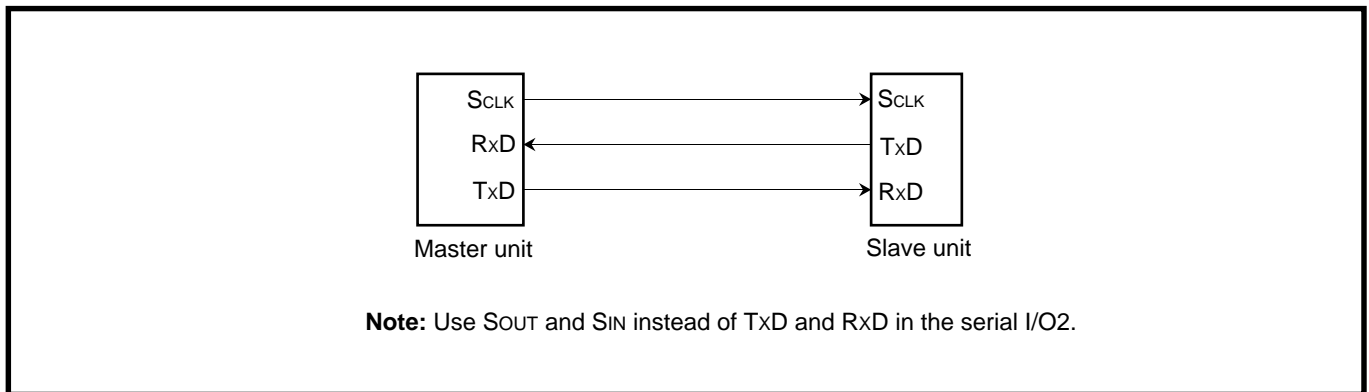 SCLK
RxD
TxD
Master unit
SCLK
TxD
RxD
Slave unit
Note: Use SOUT and SIN instead of TxD and RxD in the serial I/O2.